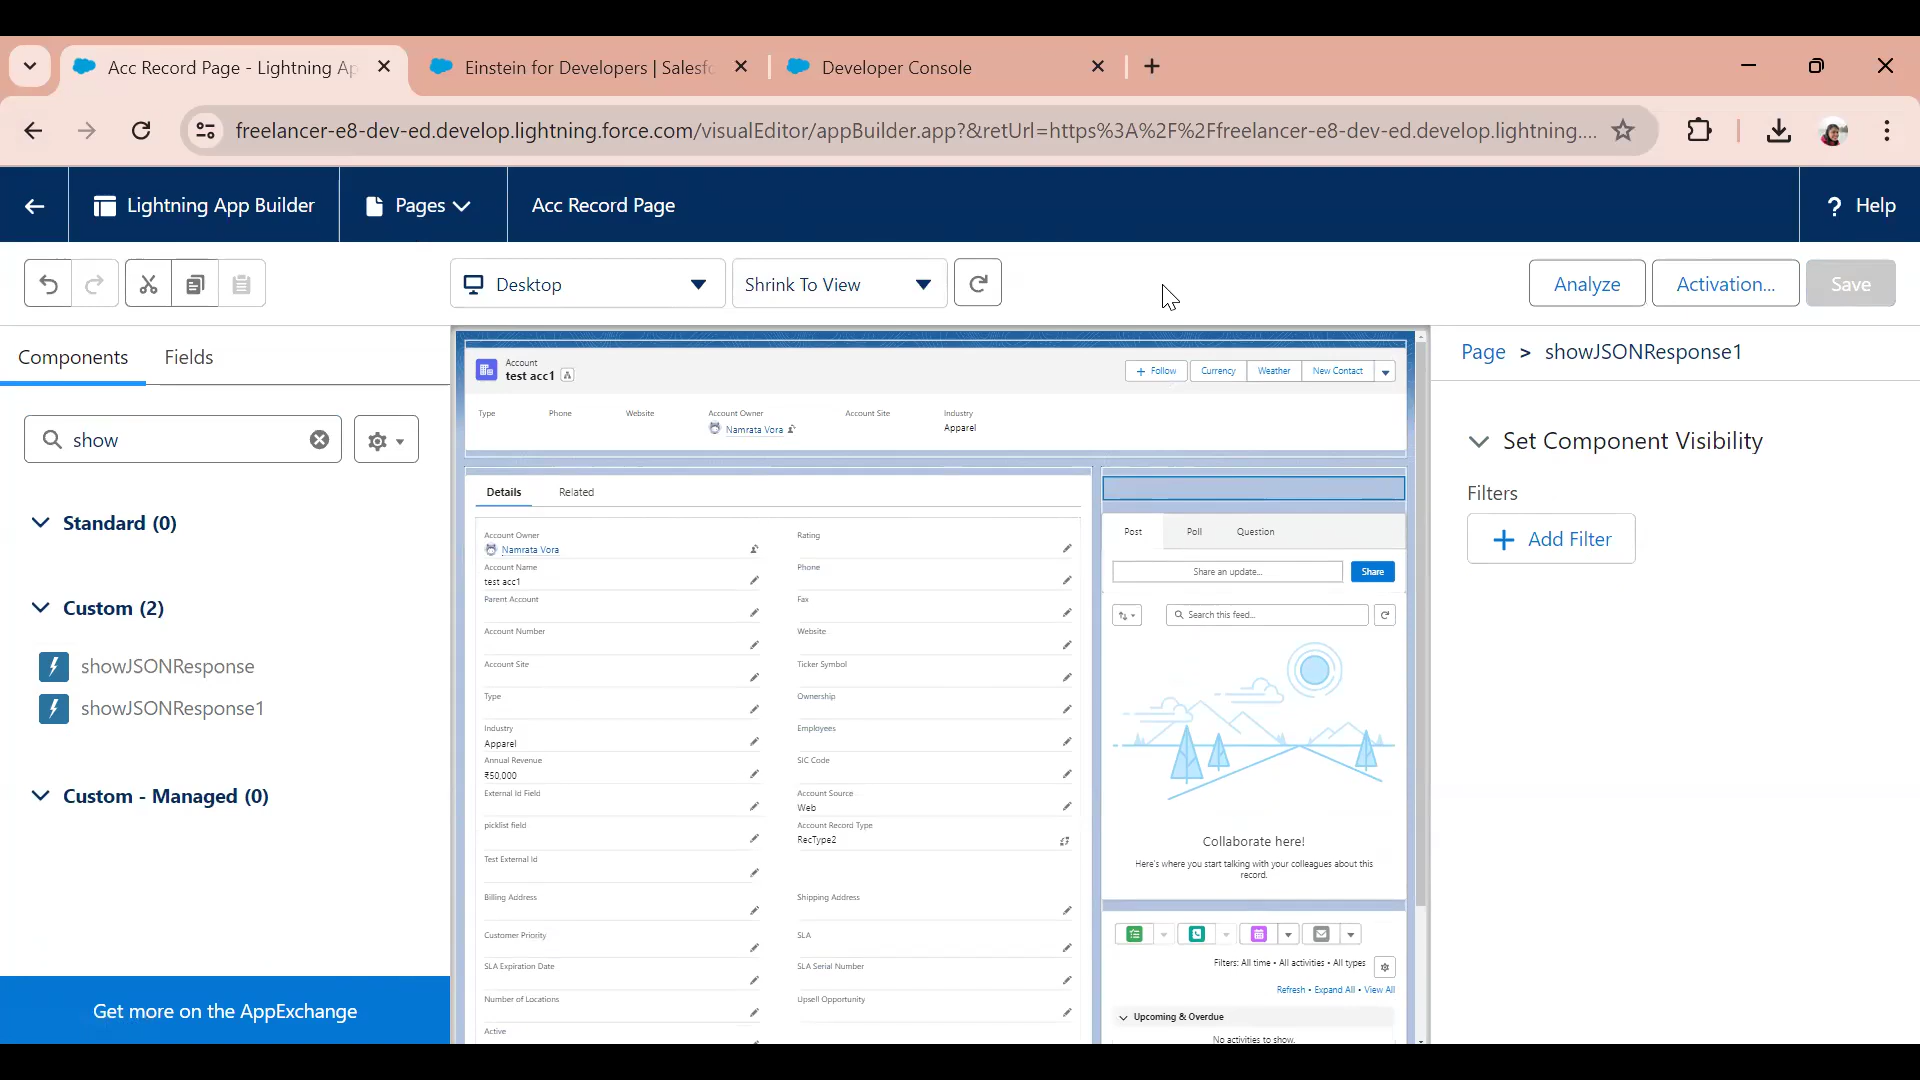 Acc Record Page - Lightning Ap
Einstein for Developers | Salesfo
Developer Console
freelancer-e8-dev-ed.develop.lightning.force.com/visualEditor/appBuilder.app?&retUrl=https%3A%2F%2Ffreelancer-e8-dev-ed.develop.lightning....
Lightning App Builder
Pages
Acc Record Page
? Help
Desktop
Shrink To View
Analyze
Activation...
Save
Components
Fields
show
Standard (0)
Custom (2)
showJSONResponse
showJSONResponse1
Custom - Managed (0)
Get more on the AppExchange
Account
test acc1
+ Follow
Currency
Weather
New Contact
Type
Phone
Website
Account Owner
Account Site
Industry
Namrata Vora
Apparel
Details
Related
Account Owner
Namrata Vora
Rating
Account Name
test acc1
Phone
Parent Account
Fax
Account Number
Website
Account Site
Ticker Symbol
Type
Ownership
Industry
Apparel
Employees
Annual Revenue
₹50,000
SIC Code
External Id Field
Account Source
Web
picklist field
Account Record Type
RecType2
Test External Id
Billing Address
Shipping Address
Customer Priority
SLA
SLA Expiration Date
SLA Serial Number
Number of Locations
Upsell Opportunity
Active
Post
Poll
Question
Share an update...
Share
Search this feed...
Collaborate here!
Here's where you start talking with your colleagues about this
record.
Filters: All time • All activities • All types
Refresh • Expand All • View All
Upcoming & Overdue
No activities to show.
Page > showJSONResponse1
Set Component Visibility
Filters
+ Add Filter